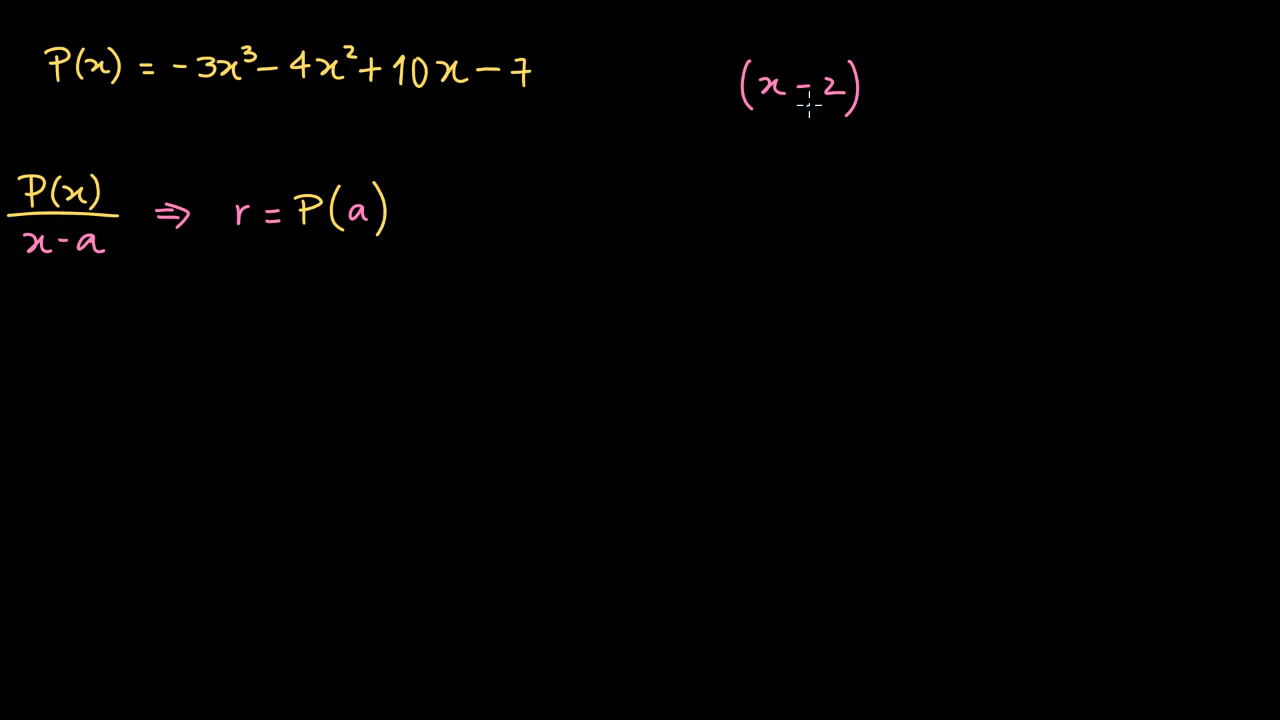 P(x) = -3x³ - 4x² + 10x - 7
(x - 2)
P(x)/(x - a) ⇒ r = P(a)